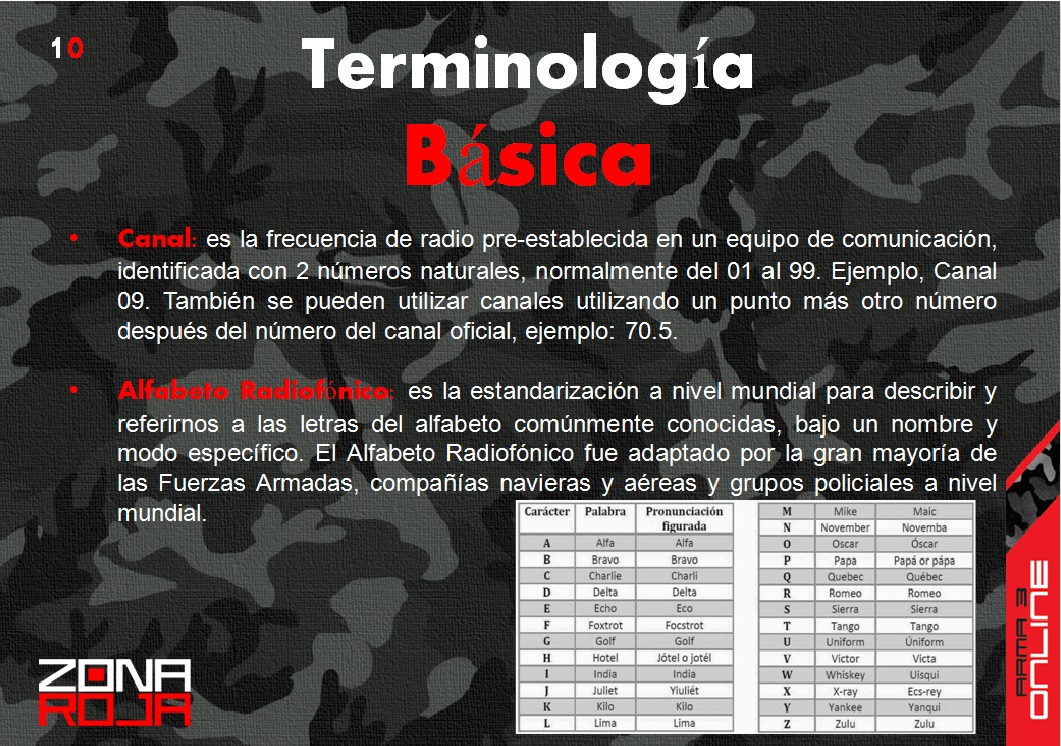 10
Terminología
Básica
• Canal: es la frecuencia de radio pre-establecida en un equipo de comunicación,
identificada con 2 números naturales, normalmente del 01 al 99. Ejemplo, Canal
09. También se pueden utilizar canales utilizando un punto más otro número
después del número del canal oficial, ejemplo: 70.5.
• Alfabeto Radiofónico: es la estandarización a nivel mundial para describir y
referirnos a las letras del alfabeto comúnmente conocidas, bajo un nombre y
modo específico. El Alfabeto Radiofónico fue adaptado por la gran mayoría de
las Fuerzas Armadas, compañías navieras y aéreas y grupos policiales a nivel
mundial.
Carácter Palabra Pronunciación
figurada
A Alfa Alfa
B Bravo Bravo
C Charlie Charli
D Delta Delta
E Echo Eco
F Foxtrot Focstrot
G Golf Golf
H Hotel Jótel o jotél
I India India
J Juliet Yiuliét
K Kilo Kilo
L Lima Lima
M Mike Maic
N November Novemba
O Oscar Óscar
P Papa Papá or pápa
Q Quebec Québec
R Romeo Romeo
S Sierra Sierra
T Tango Tango
U Uniform Úniform
V Victor Victa
W Whiskey Uisqui
X X-ray Ecs-rey
Y Yankee Yanqui
Z Zulu Zulu
ZONA
ROJA
ARMA 3
ONLINE